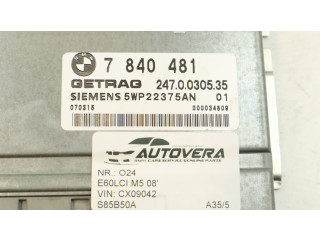 7 840 481
GETRAG 247.0.0305.35
SIEMENS 5WP22375AN 01
070315 000034809
AUTOVERA
NR.: O24
E60LCI M5 08'
VIN: CX09042
S85B50A A35/5